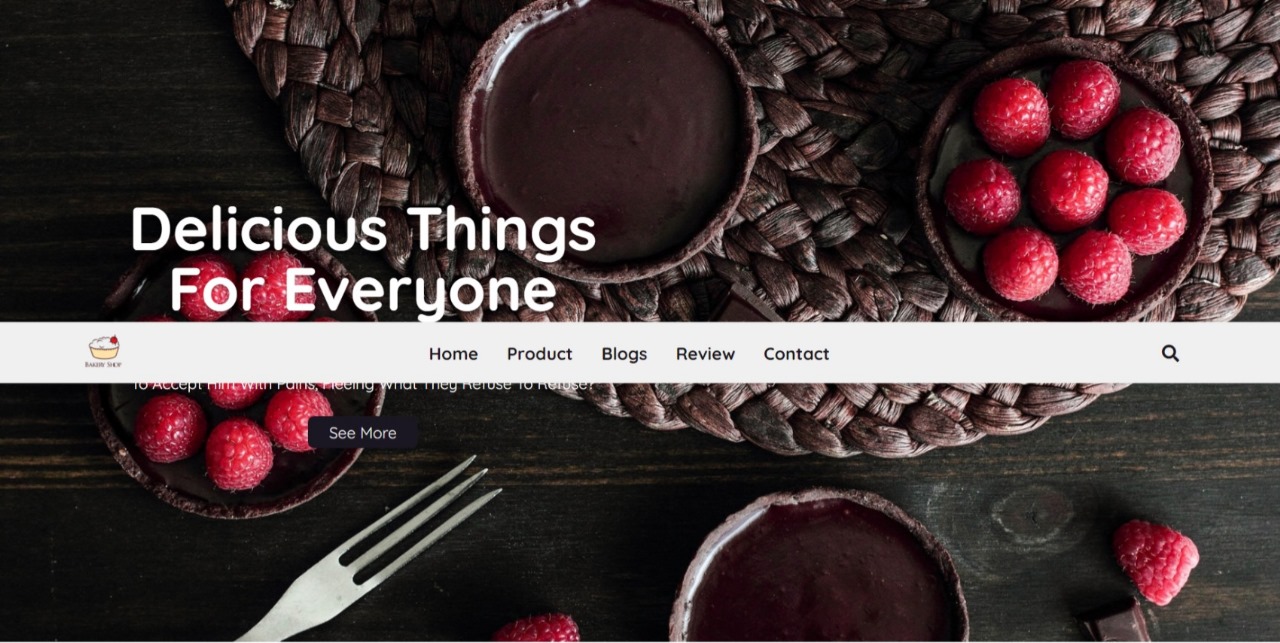 Delicious Things
For Everyone
BAKERY SHOP
Home Product Blogs Review Contact
To Accept Him With Pains, Fleeing What They Refuse To Refuse?
See More